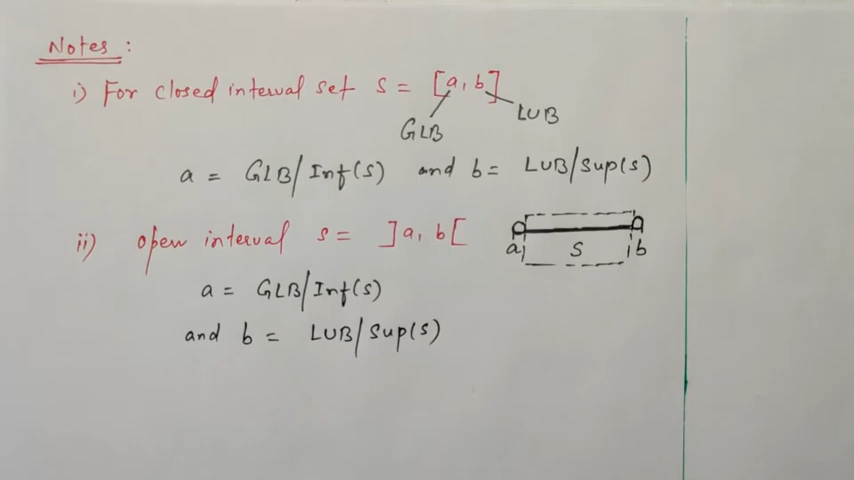 Notes :
i) For closed interval set S = [a, b]
GLB LUB
a = GLB/Inf(S) and b = LUB/Sup(S)
ii) open interval S = ]a, b[
a S b
a = GLB/Inf(S)
and b = LUB/Sup(S)